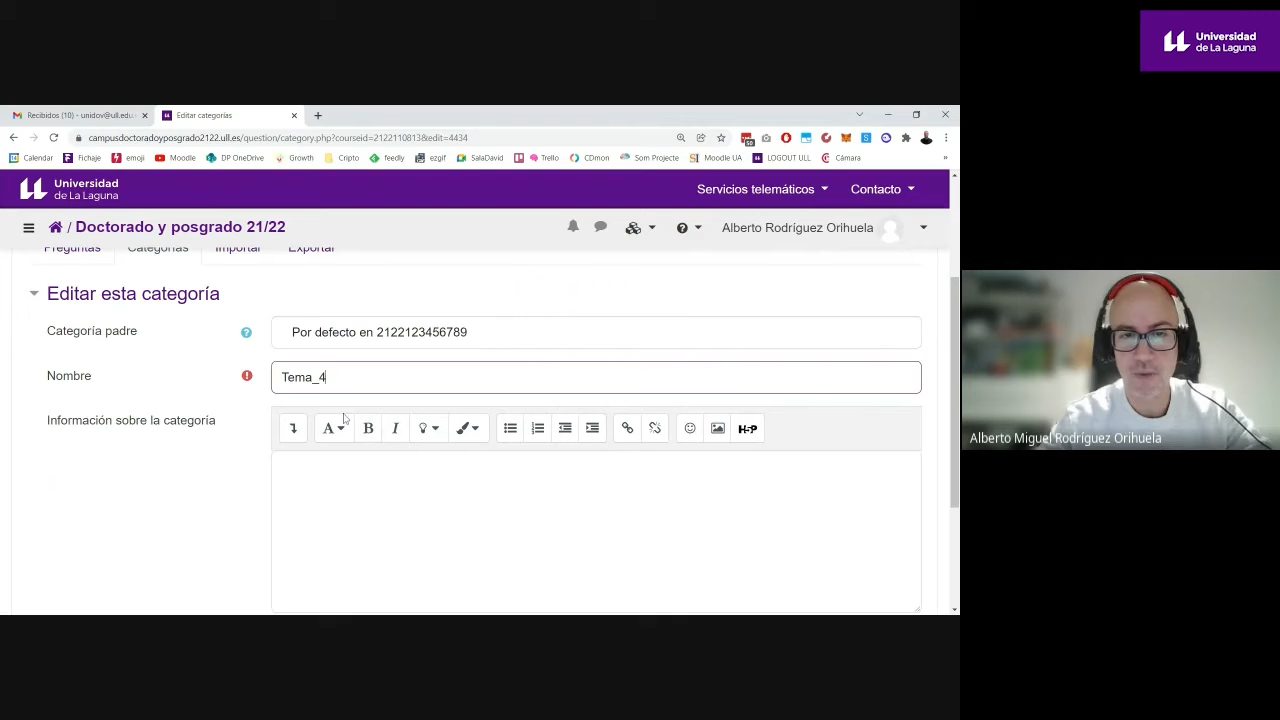 Universidad
de La Laguna
Recibidos (10) - unidov@ull.edu
Editar categorías
campusdoctoradoyposgrado2122.ull.es/question/category.php?courseid=2122110813&edit=4434
Calendar
Fichaje
emoji
Moodle
DP OneDrive
Growth
Cripto
feedly
ezgif
SalaDavid
Trello
CDmon
Som Projecte
Moodle UA
LOGOUT ULL
Cámara
Universidad
de La Laguna
Servicios telemáticos
Contacto
/ Doctorado y posgrado 21/22
Alberto Rodríguez Orihuela
Preguntas
Categorías
Importar
Exportar
Editar esta categoría
Categoría padre
Por defecto en 2122123456789
Nombre
Tema_4
Información sobre la categoría
A
B
I
H-P
Alberto Miguel Rodríguez Orihuela